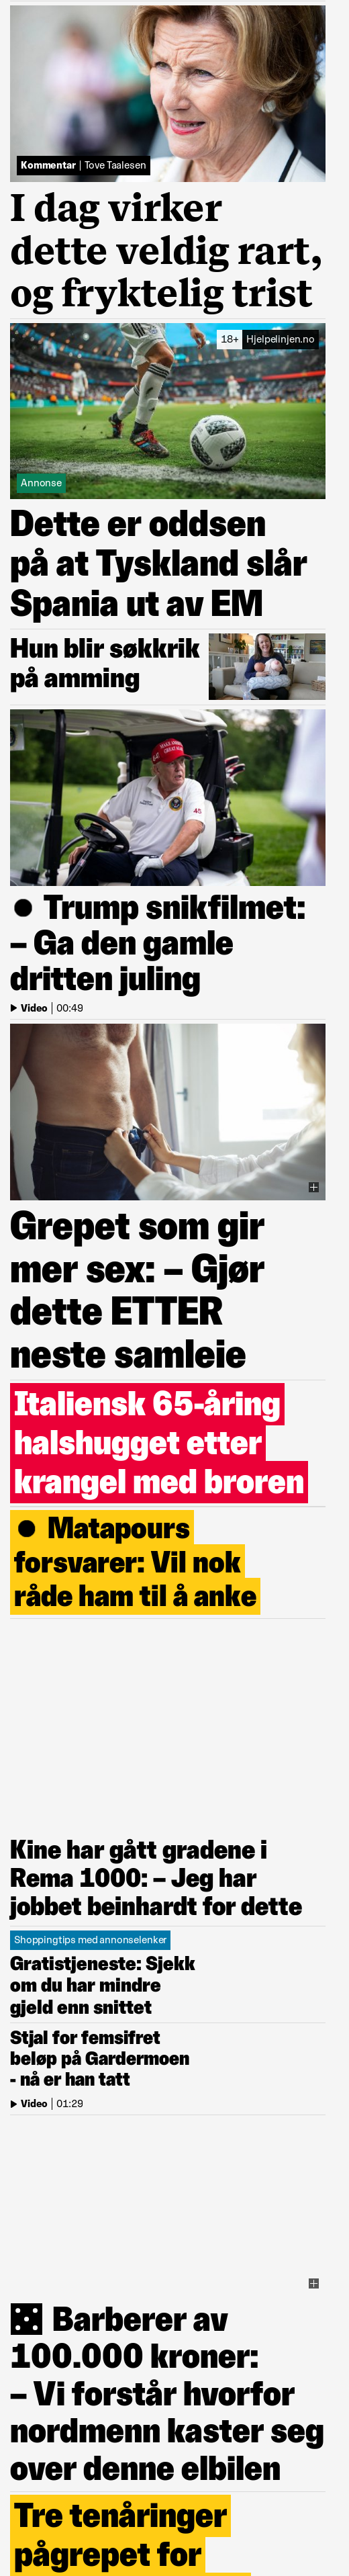 Kommentar | Tove Taalesen
I dag virker
dette veldig rart,
og fryktelig trist
18+ Hjelpelinjen.no
Annonse
Dette er oddsen
på at Tyskland slår
Spania ut av EM
Hun blir søkkrik
på amming
45
● Trump snikfilmet:
– Ga den gamle
dritten juling
Video | 00:49
Grepet som gir
mer sex: – Gjør
dette ETTER
neste samleie
Italiensk 65-åring
halshugget etter
krangel med broren
● Matapours
forsvarer: Vil nok
råde ham til å anke
Kine har gått gradene i
Rema 1000: – Jeg har
jobbet beinhardt for dette
Shoppingtips med annonselenker
Gratistjeneste: Sjekk
om du har mindre
gjeld enn snittet
Stjal for femsifret
beløp på Gardermoen
- nå er han tatt
Video | 01:29
Barberer av
100.000 kroner:
– Vi forstår hvorfor
nordmenn kaster seg
over denne elbilen
Tre tenåringer
pågrepet for